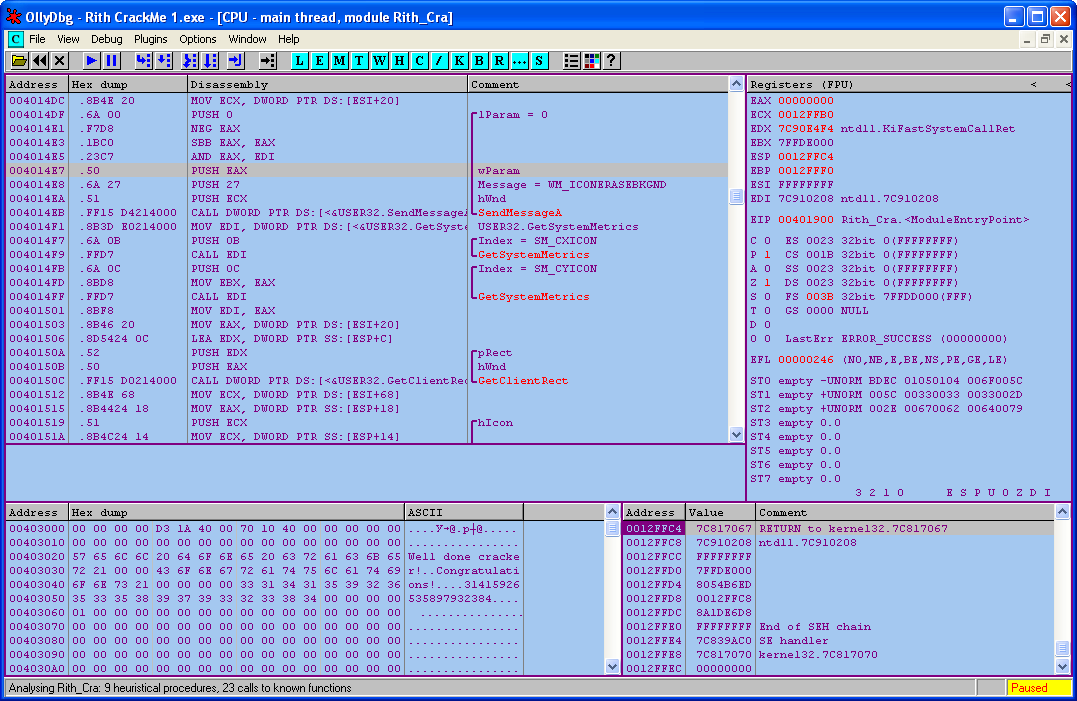 OllyDbg - Rith CrackMe 1.exe - [CPU - main thread, module Rith_Cra]
C File View Debug Plugins Options Window Help
L E M T W H C / K B R ... S ?
Address Hex dump Disassembly Comment
004014DC .8B4E 20 MOV ECX, DWORD PTR DS:[ESI+20]
004014DF .6A 00 PUSH 0 lParam = 0
004014E1 .F7D8 NEG EAX
004014E3 .1BC0 SBB EAX, EAX
004014E5 .23C7 AND EAX, EDI
004014E7 .50 PUSH EAX wParam
004014E8 .6A 27 PUSH 27 Message = WM_ICONERASEBKGND
004014EA .51 PUSH ECX hWnd
004014EB .FF15 D4214000 CALL DWORD PTR DS:[<&USER32.SendMessageA SendMessageA
004014F1 .8B3D E0214000 MOV EDI, DWORD PTR DS:[<&USER32.GetSyste USER32.GetSystemMetrics
004014F7 .6A 0B PUSH 0B Index = SM_CXICON
004014F9 .FFD7 CALL EDI GetSystemMetrics
004014FB .6A 0C PUSH 0C Index = SM_CYICON
004014FD .8BD8 MOV EBX, EAX
004014FF .FFD7 CALL EDI GetSystemMetrics
00401501 .8BF8 MOV EDI, EAX
00401503 .8B46 20 MOV EAX, DWORD PTR DS:[ESI+20]
00401506 .8D5424 0C LEA EDX, DWORD PTR SS:[ESP+C]
0040150A .52 PUSH EDX pRect
0040150B .50 PUSH EAX hWnd
0040150C .FF15 D0214000 CALL DWORD PTR DS:[<&USER32.GetClientRec GetClientRect
00401512 .8B4E 68 MOV ECX, DWORD PTR DS:[ESI+68]
00401515 .8B4424 18 MOV EAX, DWORD PTR SS:[ESP+18]
00401519 .51 PUSH ECX hIcon
0040151A .8B4C24 14 MOV ECX, DWORD PTR SS:[ESP+14]
Registers (FPU) < <
EAX 00000000
ECX 0012FFB0
EDX 7C90E4F4 ntdll.KiFastSystemCallRet
EBX 7FFDE000
ESP 0012FFC4
EBP 0012FFF0
ESI FFFFFFFF
EDI 7C910208 ntdll.7C910208
EIP 00401900 Rith_Cra.<ModuleEntryPoint>
C 0 ES 0023 32bit 0(FFFFFFFF)
P 1 CS 001B 32bit 0(FFFFFFFF)
A 0 SS 0023 32bit 0(FFFFFFFF)
Z 1 DS 0023 32bit 0(FFFFFFFF)
S 0 FS 003B 32bit 7FFDD000(FFF)
T 0 GS 0000 NULL
D 0
O 0 LastErr ERROR_SUCCESS (00000000)
EFL 00000246 (NO,NB,E,BE,NS,PE,GE,LE)
ST0 empty -UNORM BDEC 01050104 006F005C
ST1 empty +UNORM 005C 00330033 0033002D
ST2 empty +UNORM 002E 00670062 00640079
ST3 empty 0.0
ST4 empty 0.0
ST5 empty 0.0
ST6 empty 0.0
ST7 empty 0.0
3 2 1 0 E S P U O Z D I
Address Hex dump ASCII
00403000 00 00 00 00 D3 1A 40 00 70 10 40 00 00 00 00 00 ....У→@.p┼@.....
00403010 00 00 00 00 00 00 00 00 00 00 00 00 00 00 00 00 ................
00403020 57 65 6C 6C 20 64 6F 6E 65 20 63 72 61 63 6B 65 Well done cracke
00403030 72 21 00 00 43 6F 6E 67 72 61 74 75 6C 61 74 69 r!..Congratulati
00403040 6F 6E 73 21 00 00 00 00 33 31 34 31 35 39 32 36 ons!....31415926
00403050 35 33 35 38 39 37 39 33 32 33 38 34 00 00 00 00 535897932384....
00403060 01 00 00 00 00 00 00 00 00 00 00 00 00 00 00 00 ...............
00403070 00 00 00 00 00 00 00 00 00 00 00 00 00 00 00 00 ................
00403080 00 00 00 00 00 00 00 00 00 00 00 00 00 00 00 00 ................
00403090 00 00 00 00 00 00 00 00 00 00 00 00 00 00 00 00 ................
004030A0 00 00 00 00 00 00 00 00 00 00 00 00 00 00 00 00 ................
Address Value Comment
0012FFC4 7C817067 RETURN to kernel32.7C817067
0012FFC8 7C910208 ntdll.7C910208
0012FFCC FFFFFFFF
0012FFD0 7FFDE000
0012FFD4 8054B6ED
0012FFD8 0012FFC8
0012FFDC 8A1DE6D8
0012FFE0 FFFFFFFF End of SEH chain
0012FFE4 7C839AC0 SE handler
0012FFE8 7C817070 kernel32.7C817070
0012FFEC 00000000
Analysing Rith_Cra: 9 heuristical procedures, 23 calls to known functions
Paused